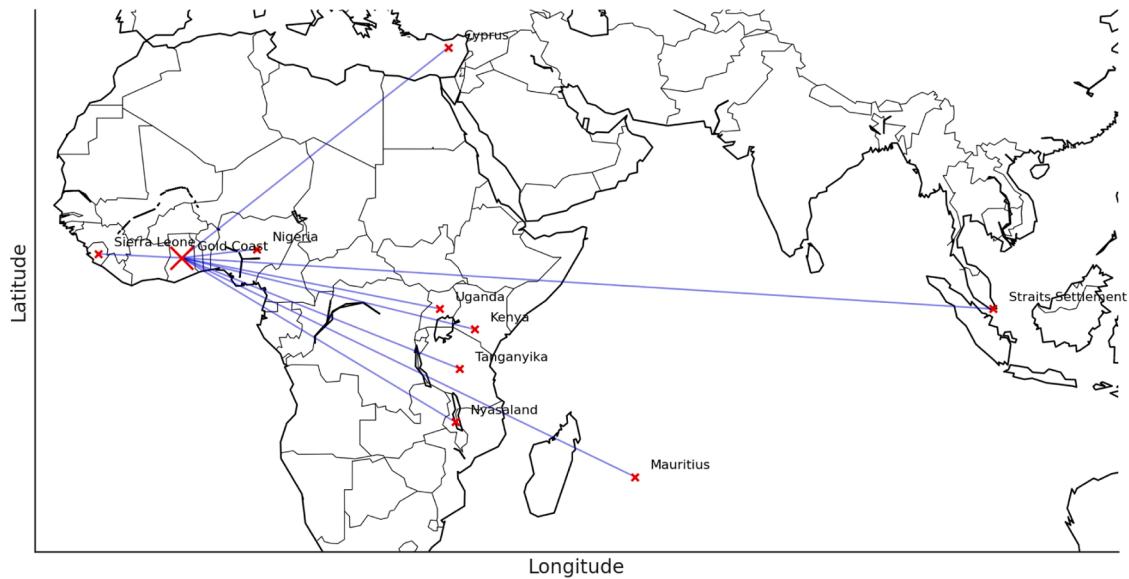 Cyprus
Nigeria
Sierra Leone
Gold Coast
Uganda
Straits Settlement
Kenya
Tanganyika
Nyasaland
Mauritius
Latitude
Longitude